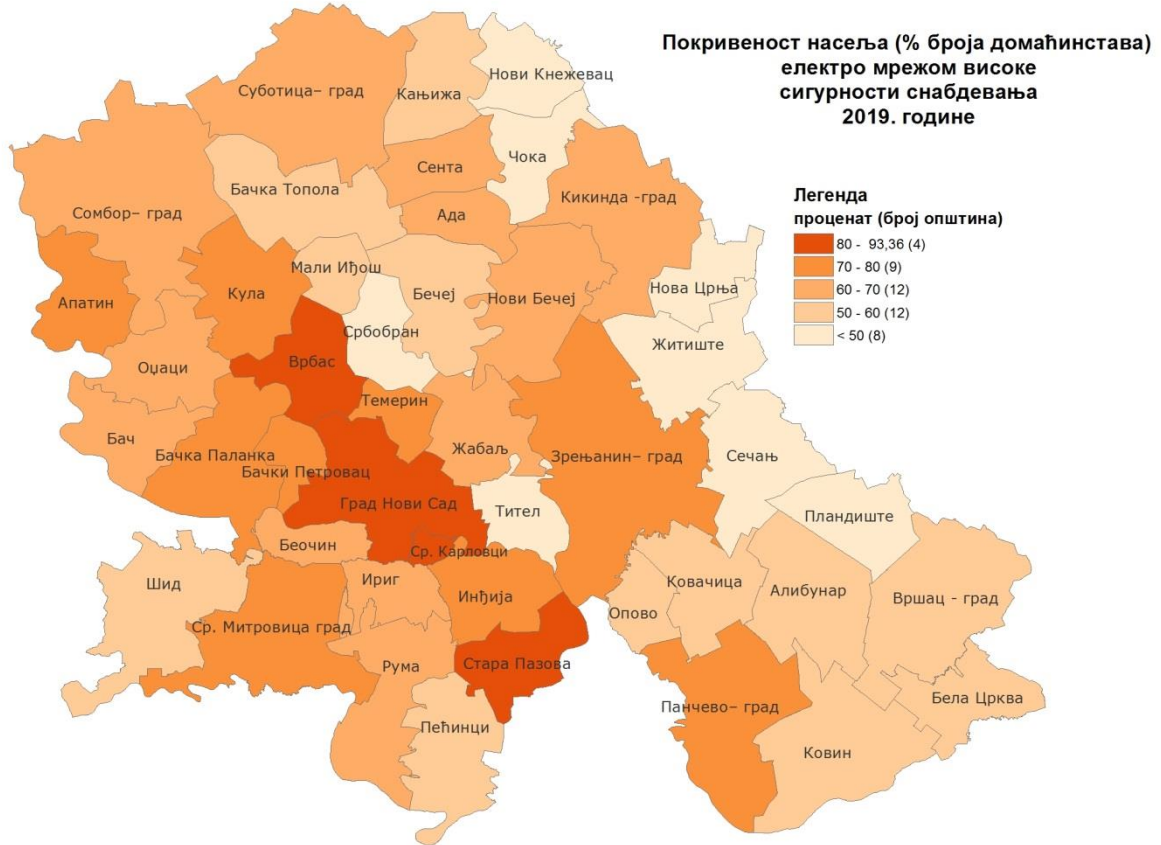 Покривеност насеља (% броја домаћинстава)
електро мрежом високе
сигурности снабдевања
2019. године
Легенда
проценат (број општина)
80 - 93,36 (4)
70 - 80 (9)
60 - 70 (12)
50 - 60 (12)
< 50 (8)
Нови Кнежевац
Суботица– град
Кањижа
Чока
Сента
Бачка Топола
Кикинда -град
Сомбор– град
Ада
Мали Иђош
Бечеј
Нови Бечеј
Нова Црња
Апатин
Кула
Србобран
Житиште
Врбас
Оџаци
Темерин
Бач
Бачка Паланка
Жабаљ
Зрењанин– град
Сечањ
Бачки Петровац
Град Нови Сад
Тител
Пландиште
Беочин
Ср. Карловци
Шид
Ириг
Инђија
Ковачица
Алибунар
Вршац - град
Опово
Ср. Митровица град
Рума
Стара Пазова
Бела Црква
Панчево– град
Пећинци
Ковин